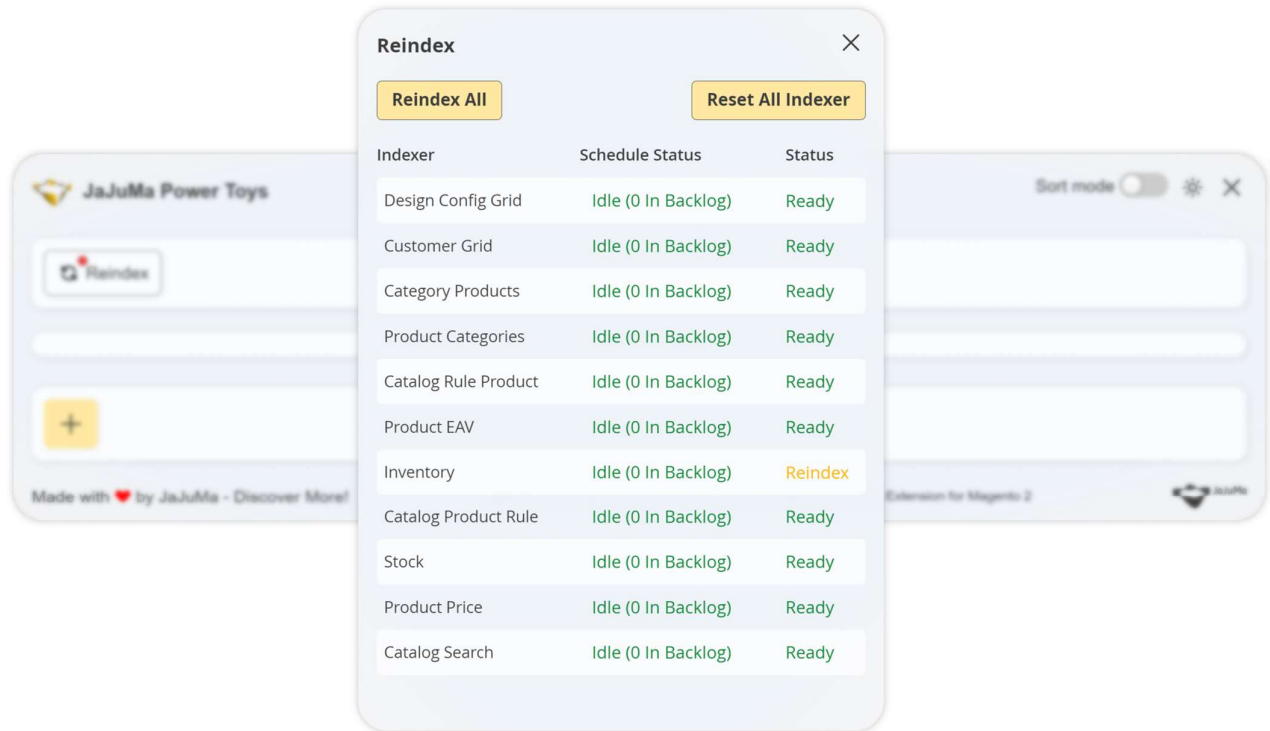 Reindex
Reindex All
Reset All Indexer
Indexer Schedule Status Status
Design Config Grid Idle (0 In Backlog) Ready
Customer Grid Idle (0 In Backlog) Ready
Category Products Idle (0 In Backlog) Ready
Product Categories Idle (0 In Backlog) Ready
Catalog Rule Product Idle (0 In Backlog) Ready
Product EAV Idle (0 In Backlog) Ready
Inventory Idle (0 In Backlog) Reindex
Catalog Product Rule Idle (0 In Backlog) Ready
Stock Idle (0 In Backlog) Ready
Product Price Idle (0 In Backlog) Ready
Catalog Search Idle (0 In Backlog) Ready
JaJuMa Power Toys
Sort mode
Reindex
Made with ❤ by JaJuMa - Discover More!
Extension for Magento 2
JaJuMa